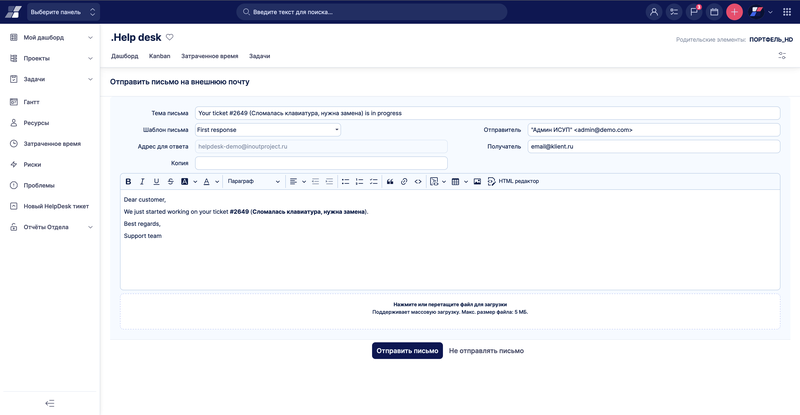 Выберите панель
Введите текст для поиска...
3
Мой дашборд
Проекты
Задачи
Гантт
Ресурсы
Затраченное время
Риски
Проблемы
Новый HelpDesk тикет
Отчёты Отдела
.Help desk
Родительские элементы: ПОРТФЕЛЬ_HD
Дашборд Kanban Затраченное время Задачи
Отправить письмо на внешнюю почту
Тема письма Your ticket #2649 (Сломалась клавиатура, нужна замена) is in progress
Шаблон письма First response Отправитель "Админ ИСУП" <admin@demo.com>
Адрес для ответа helpdesk-demo@inoutproject.ru Получатель email@klient.ru
Копия
B I U S A A Параграф HTML редактор
Dear customer,
We just started working on your ticket #2649 (Сломалась клавиатура, нужна замена).
Best regards,
Support team
Нажмите или перетащите файл для загрузки
Поддерживает массовую загрузку. Макс. размер файла: 5 МБ.
Отправить письмо Не отправлять письмо